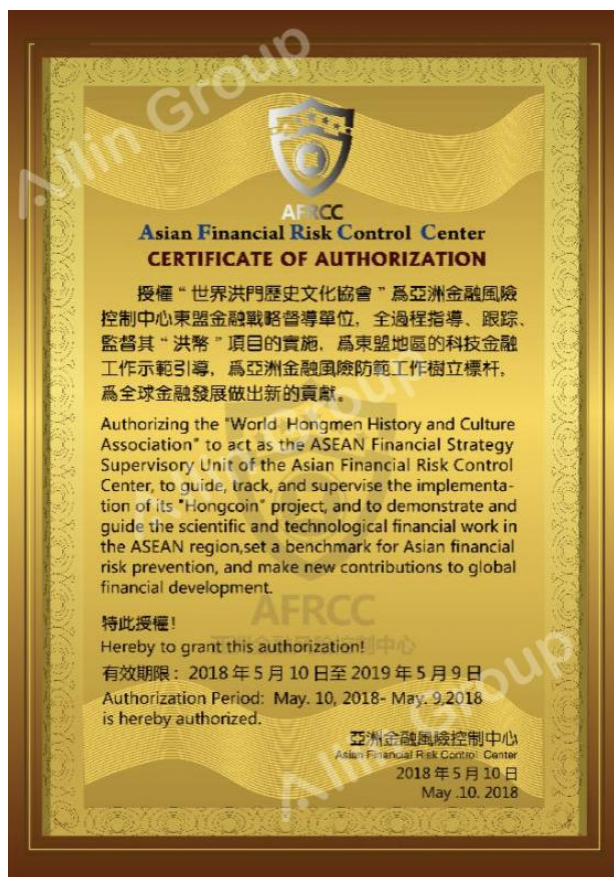 AFRCC
Asian Financial Risk Control Center
CERTIFICATE OF AUTHORIZATION
授權“世界洪門歷史文化協會”爲亞洲金融風險
控制中心東盟金融戰略督導單位，全過程指導、跟踪、
監督其“洪幣”項目的實施，爲東盟地區的科技金融
工作示範引導，爲亞洲金融風險防範工作樹立標杆，
爲全球金融發展做出新的貢獻。
Authorizing the "World Hongmen History and Culture
Association" to act as the ASEAN Financial Strategy
Supervisory Unit of the Asian Financial Risk Control
Center, to guide, track, and supervise the implementa-
tion of its "Hongcoin" project, and to demonstrate and
guide the scientific and technological financial work in
the ASEAN region,set a benchmark for Asian financial
risk prevention, and make new contributions to global
financial development.
AFRCC
亞洲金融風險控制中心
特此授權！
Hereby to grant this authorization!
有效期限：2018年5月10日至2019年5月9日
Authorization Period: May. 10, 2018- May. 9,2018
is hereby authorized.
亞洲金融風險控制中心
Asian Financial Risk Control Center
2018年5月10日
May .10. 2018
Ailin Group
Ailin Group
Ailin Group